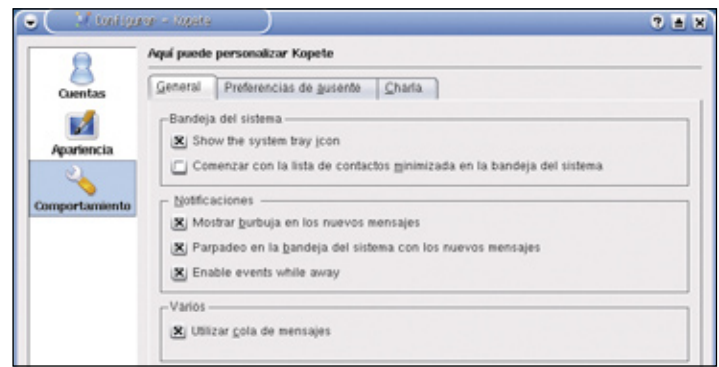 Configurar - Kopete
Aquí puede personalizar Kopete
Cuentas
Apariencia
Comportamiento
General Preferencias de ausente Charla
Bandeja del sistema
Show the system tray icon
Comenzar con la lista de contactos minimizada en la bandeja del sistema
Notificaciones
Mostrar burbuja en los nuevos mensajes
Parpadeo en la bandeja del sistema con los nuevos mensajes
Enable events while away
Varios
Utilizar cola de mensajes